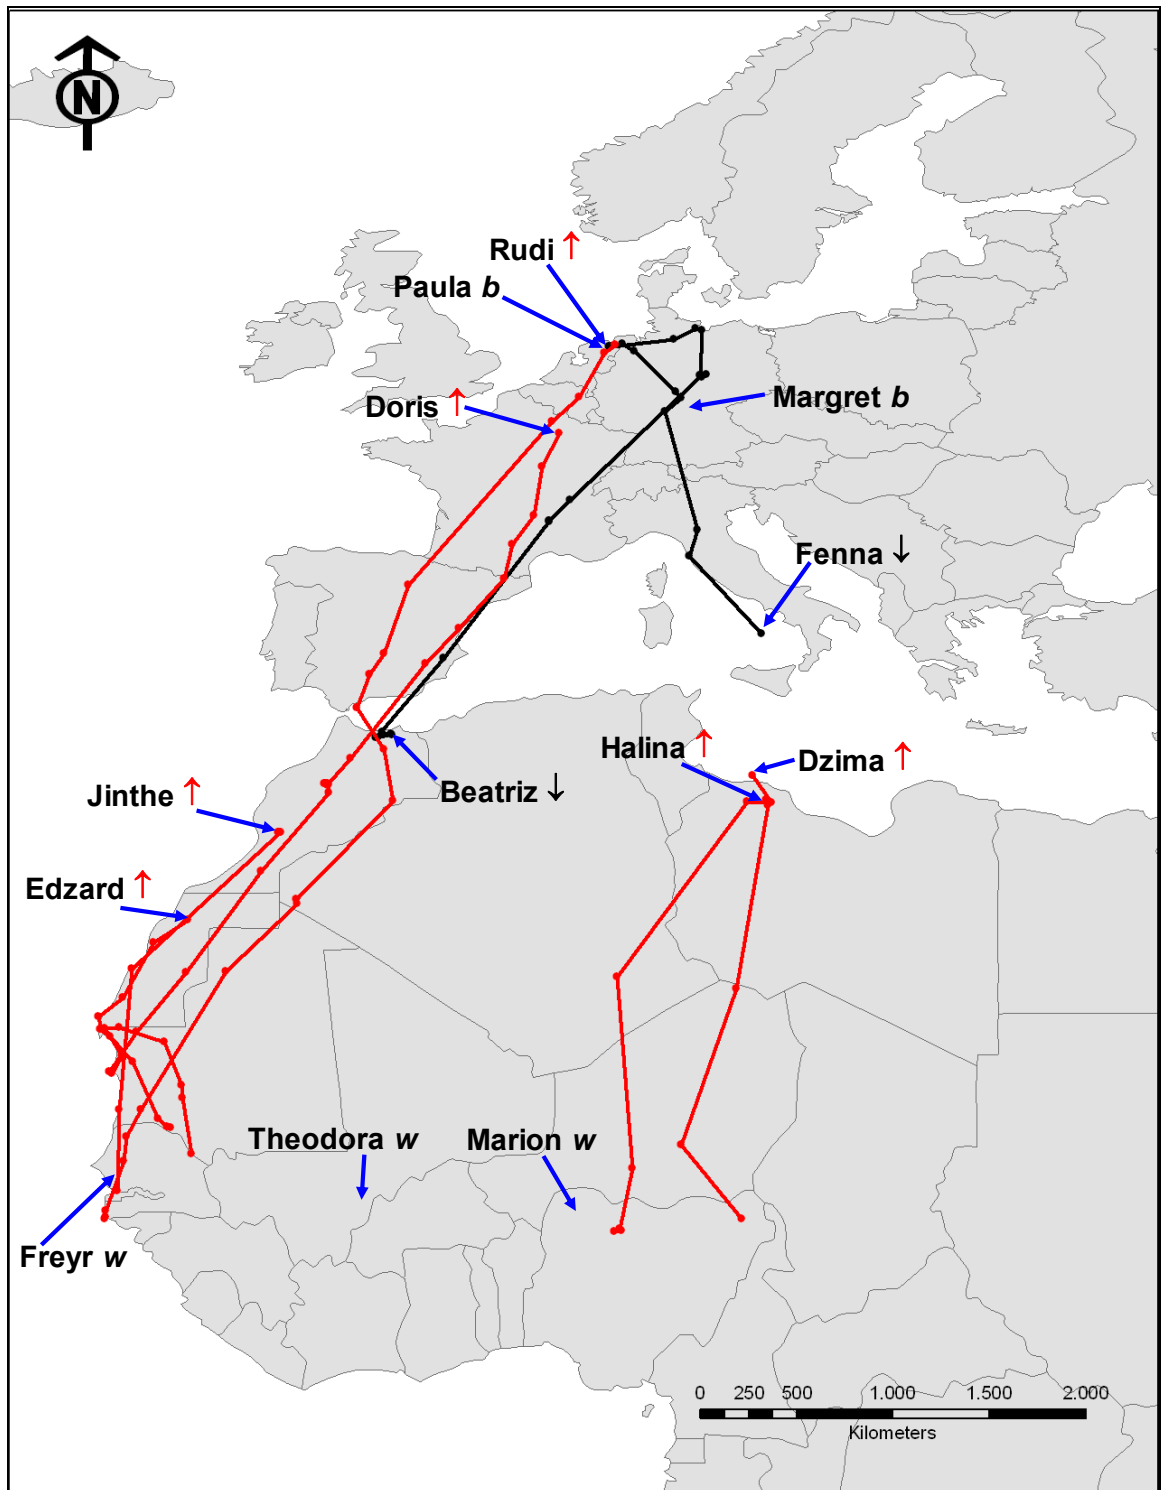 N
Rudi ↑
Paula b
Doris ↑
Margret b
Fenna ↓
Halina ↑
Dzima ↑
Jinthe ↑
Beatriz ↓
Edzard ↑
Theodora w
Marion w
Freyr w
0 250 500 1.000 1.500 2.000
Kilometers